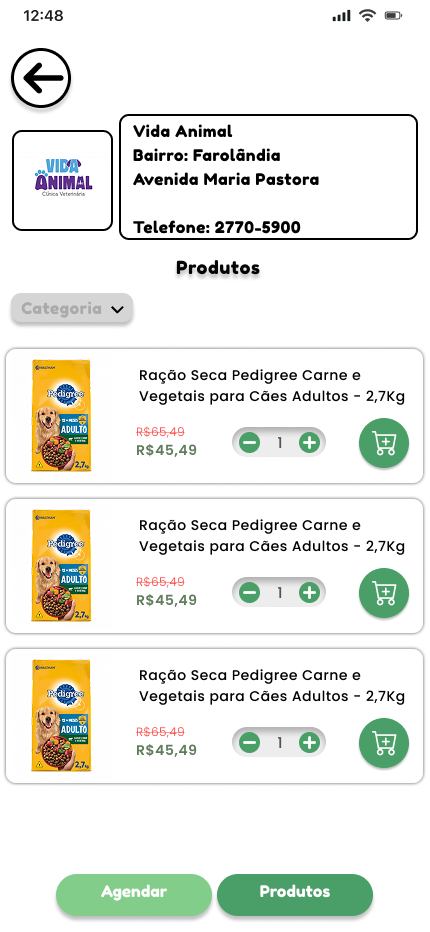 12:48
VIDA
ANIMAL
Clínica Veterinária
Vida Animal
Bairro: Farolândia
Avenida Maria Pastora
Telefone: 2770-5900
Produtos
Categoria
Pedigree
ADULTO
2,7kg
Ração Seca Pedigree Carne e
Vegetais para Cães Adultos - 2,7Kg
R$65,49
R$45,49
1
Pedigree
ADULTO
2,7kg
Ração Seca Pedigree Carne e
Vegetais para Cães Adultos - 2,7Kg
R$65,49
R$45,49
1
Pedigree
ADULTO
2,7kg
Ração Seca Pedigree Carne e
Vegetais para Cães Adultos - 2,7Kg
R$65,49
R$45,49
1
Agendar
Produtos